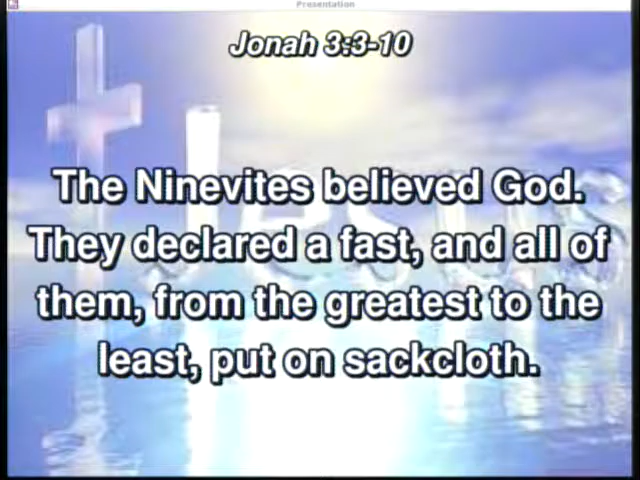 Presentation
Jonah 3:3-10
Jesus
The Ninevites believed God.
They declared a fast, and all of
them, from the greatest to the
least, put on sackcloth.